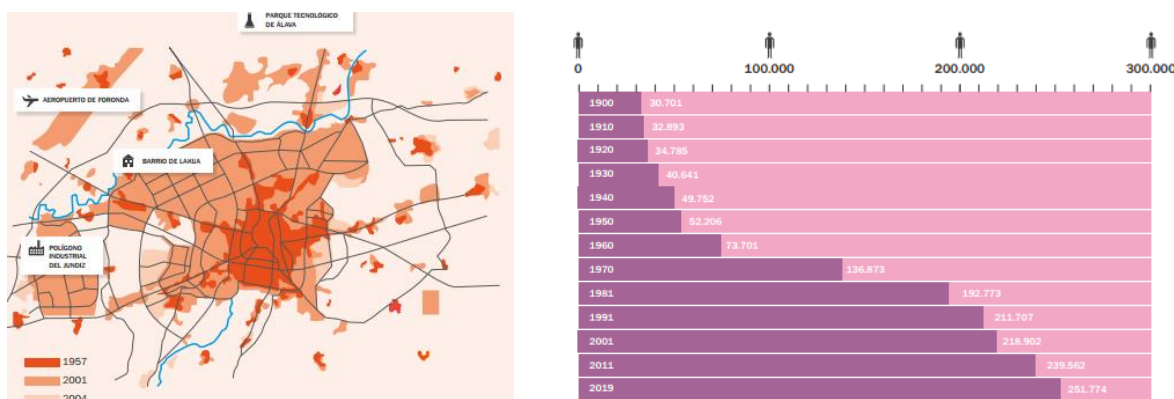 PARQUE TECNOLÓGICO
DE ÁLAVA
AEROPUERTO DE FORONDA
BARRIO DE LAKUA
POLÍGONO
INDUSTRIAL
DEL JUNDIZ
1957
2001
2004
0 100.000 200.000 300.000
1900 30.701
1910 32.893
1920 34.785
1930 40.641
1940 49.752
1950 52.206
1960 73.701
1970 136.873
1981 192.773
1991 211.707
2001 218.902
2011 239.562
2019 251.774